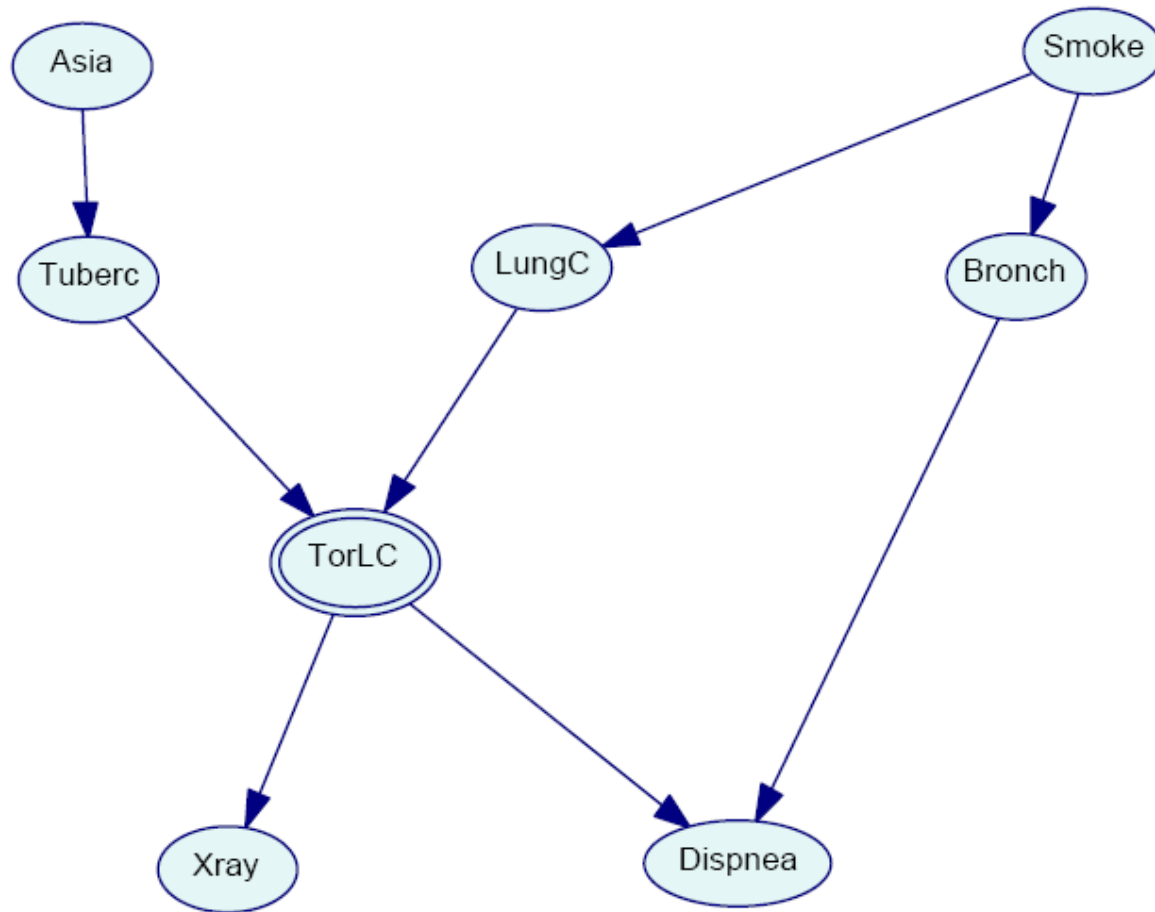 Asia
Smoke
Tuberc
LungC
Bronch
TorLC
Xray
Dispnea